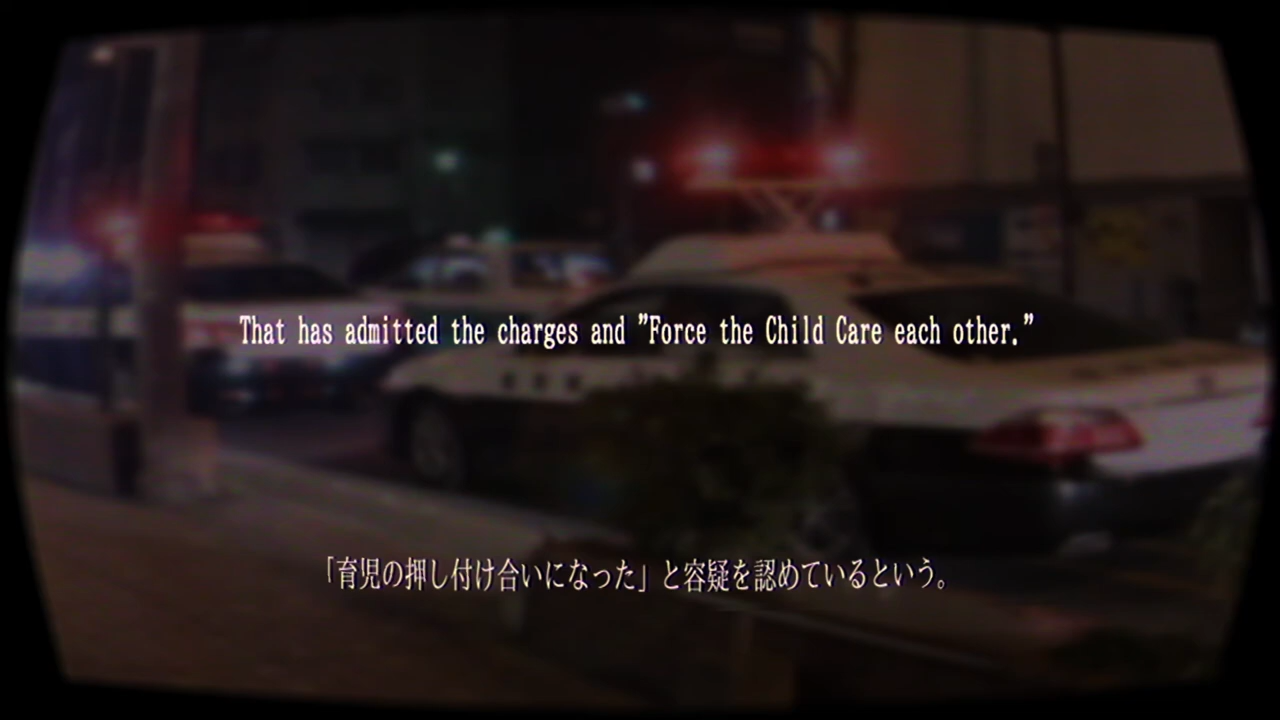 That has admitted the charges and "Force the Child Care each other."
「育児の押し付け合いになった」と容疑を認めているという。